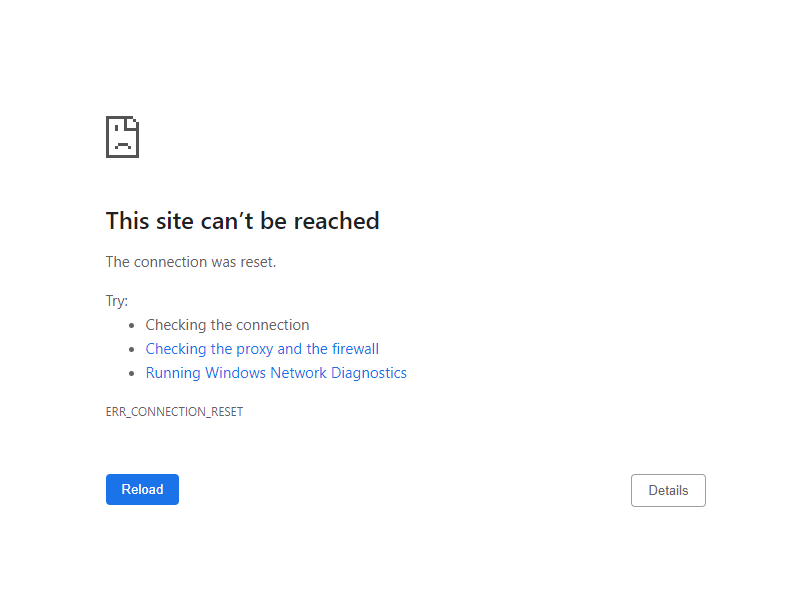 This site can’t be reached
The connection was reset.
Try:
Checking the connection
Checking the proxy and the firewall
Running Windows Network Diagnostics
ERR_CONNECTION_RESET
Reload
Details